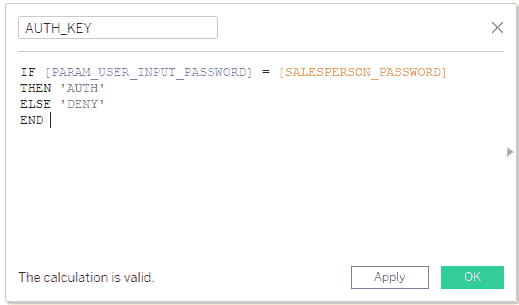 AUTH_KEY
IF [PARAM_USER_INPUT_PASSWORD] = [SALESPERSON_PASSWORD]
THEN 'AUTH'
ELSE 'DENY'
END
The calculation is valid.
Apply
OK